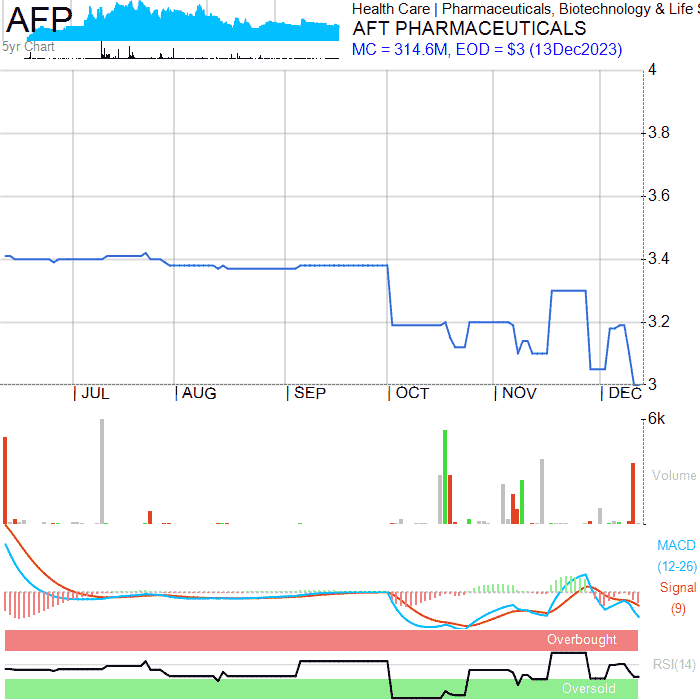 AFP
Health Care | Pharmaceuticals, Biotechnology & Life S
AFT PHARMACEUTICALS
5yr Chart
MC = 314.6M, EOD = $3 (13Dec2023)
4
3.8
3.6
3.4
3.2
3
| JUL | AUG | SEP | OCT | NOV | DEC
6k
Volume
MACD
(12-26)
Signal
(9)
Overbought
RSI(14)
Oversold